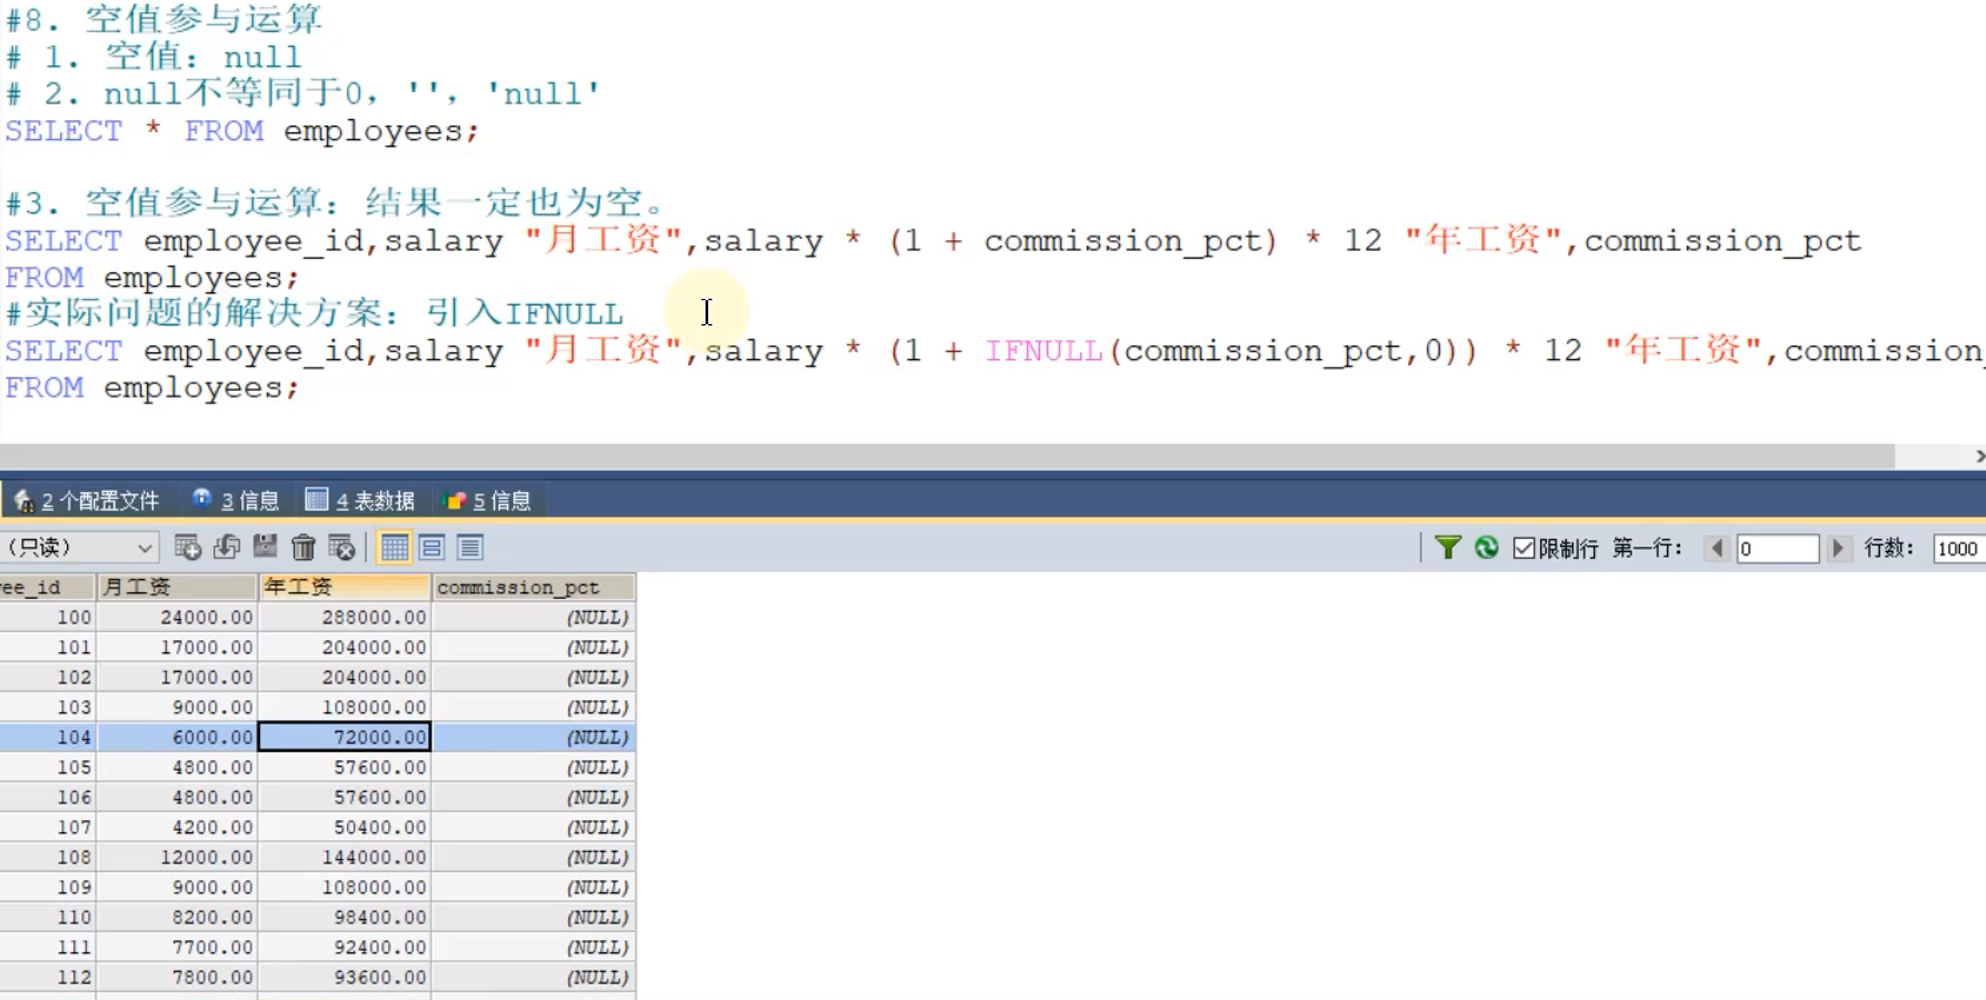 #8. 空值参与运算
# 1. 空值：null
# 2. null不等同于0，''，'null'
SELECT * FROM employees;
#3. 空值参与运算：结果一定也为空。
SELECT employee_id,salary "月工资",salary * (1 + commission_pct) * 12 "年工资",commission_pct
FROM employees;
#实际问题的解决方案：引入IFNULL
SELECT employee_id,salary "月工资",salary * (1 + IFNULL(commission_pct,0)) * 12 "年工资",commission_
FROM employees;
2 个配置文件 3 信息 4 表数据 5 信息
（只读） 限制行 第一行： 0 行数： 1000
ee_id 月工资 年工资 commission_pct
100 24000.00 288000.00 (NULL)
101 17000.00 204000.00 (NULL)
102 17000.00 204000.00 (NULL)
103 9000.00 108000.00 (NULL)
104 6000.00 72000.00 (NULL)
105 4800.00 57600.00 (NULL)
106 4800.00 57600.00 (NULL)
107 4200.00 50400.00 (NULL)
108 12000.00 144000.00 (NULL)
109 9000.00 108000.00 (NULL)
110 8200.00 98400.00 (NULL)
111 7700.00 92400.00 (NULL)
112 7800.00 93600.00 (NULL)